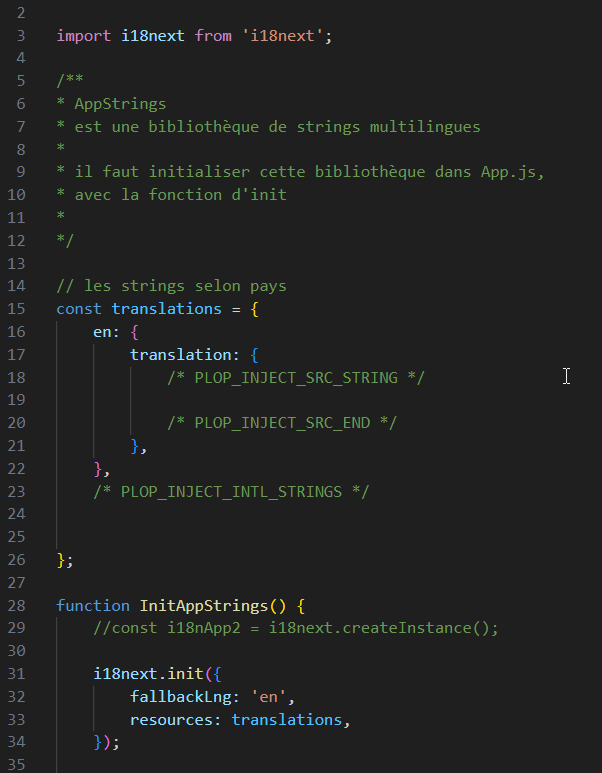 2
3 import i18next from 'i18next';
4
5 /**
6 * AppStrings
7 * est une bibliothèque de strings multilingues
8 *
9 * il faut initialiser cette bibliothèque dans App.js,
10 * avec la fonction d'init
11 *
12 */
13
14 // les strings selon pays
15 const translations = {
16 en: {
17 translation: {
18 /* PLOP_INJECT_SRC_STRING */
19
20 /* PLOP_INJECT_SRC_END */
21 },
22 },
23 /* PLOP_INJECT_INTL_STRINGS */
24
25
26 };
27
28 function InitAppStrings() {
29 //const i18nApp2 = i18next.createInstance();
30
31 i18next.init({
32 fallbackLng: 'en',
33 resources: translations,
34 });
35